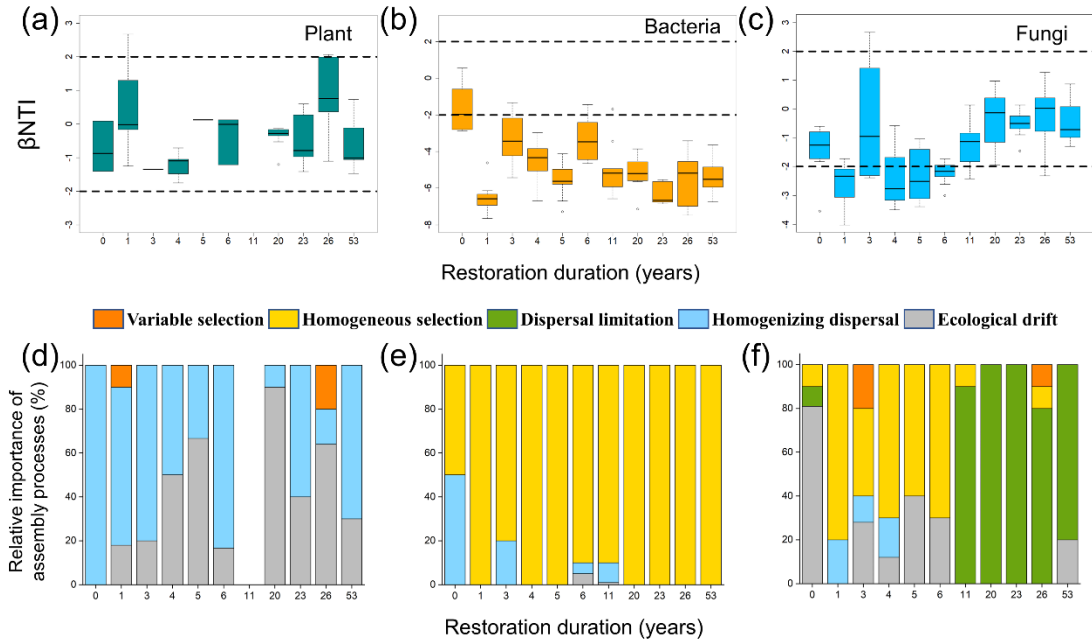 (a) Plant
(b) Bacteria
(c) Fungi
βNTI
3 2 1 0 -1 -2 -3
0 1 3 4 5 6 11 20 23 26 53
2 0 -2 -4 -6 -8
0 1 3 4 5 6 11 20 23 26 53
2 1 0 -1 -2 -3 -4
0 1 3 4 5 6 11 20 23 26 53
Restoration duration (years)
Variable selection Homogeneous selection Dispersal limitation Homogenizing dispersal Ecological drift
(d)
(e)
(f)
Relative importance of
assembly processes (%)
100 80 60 40 20 0
0 1 3 4 5 6 11 20 23 26 53
100 80 60 40 20 0
0 1 3 4 5 6 11 20 23 26 53
100 80 60 40 20 0
0 1 3 4 5 6 11 20 23 26 53
Restoration duration (years)